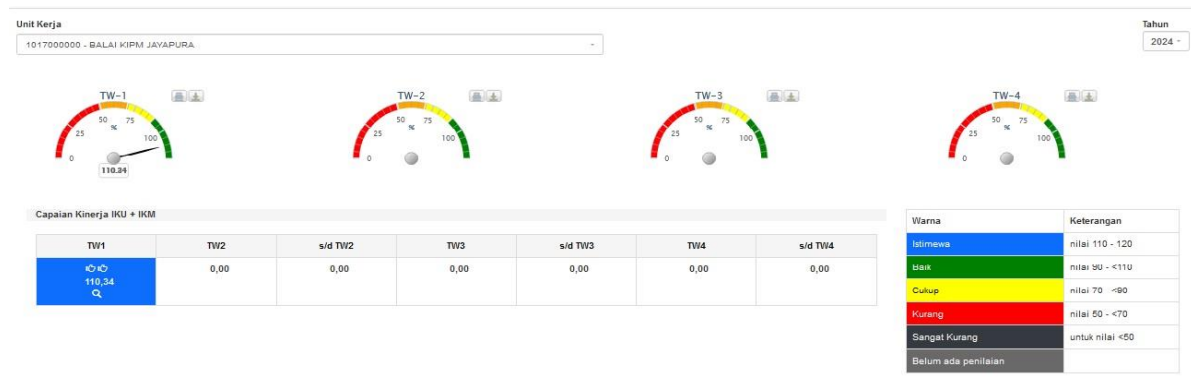 Unit Kerja
Tahun
1017000000 - BALAI KIPM JAYAPURA
2024
TW-1
0
25
50
75
100
%
110.34
TW-2
0
25
50
75
100
%
TW-3
0
25
50
75
100
%
TW-4
0
25
50
75
100
%
Capaian Kinerja IKU + IKM
TW1 TW2 s/d TW2 TW3 s/d TW3 TW4 s/d TW4
110,34 0,00 0,00 0,00 0,00 0,00 0,00
Warna Keterangan
Istimewa nilai 110 - 120
Baik nilai 90 - <110
Cukup nilai 70 <90
Kurang nilai 50 - <70
Sangat Kurang untuk nilai <50
Belum ada penilaian